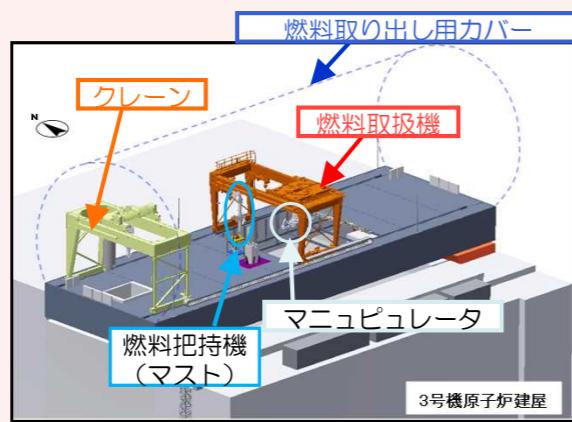 燃料取り出し用カバー
クレーン
燃料取扱機
N
マニュピュレータ
燃料把持機
（マスト）
3号機原子炉建屋